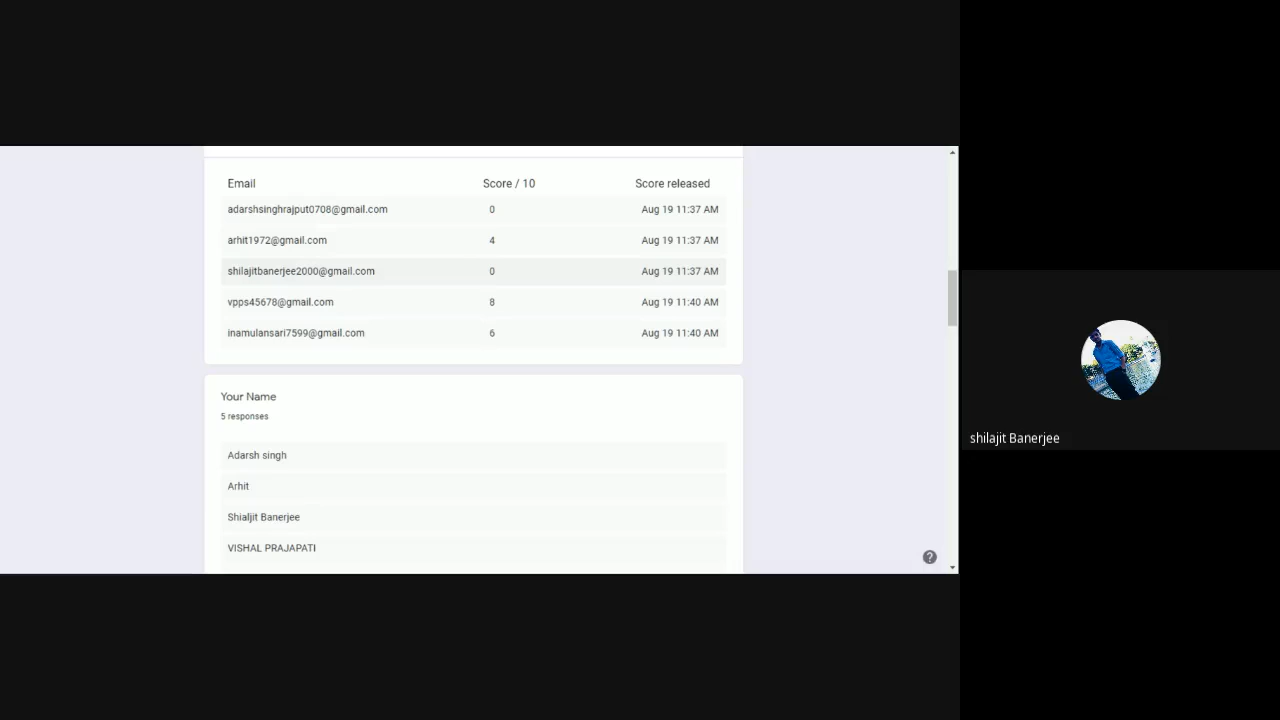 Email Score / 10 Score released
adarshsinghrajput0708@gmail.com 0 Aug 19 11:37 AM
arhit1972@gmail.com 4 Aug 19 11:37 AM
shilajitbanerjee2000@gmail.com 0 Aug 19 11:37 AM
vpps45678@gmail.com 8 Aug 19 11:40 AM
inamulansari7599@gmail.com 6 Aug 19 11:40 AM
Your Name
5 responses
Adarsh singh
Arhit
Shialjit Banerjee
VISHAL PRAJAPATI
shilajit Banerjee